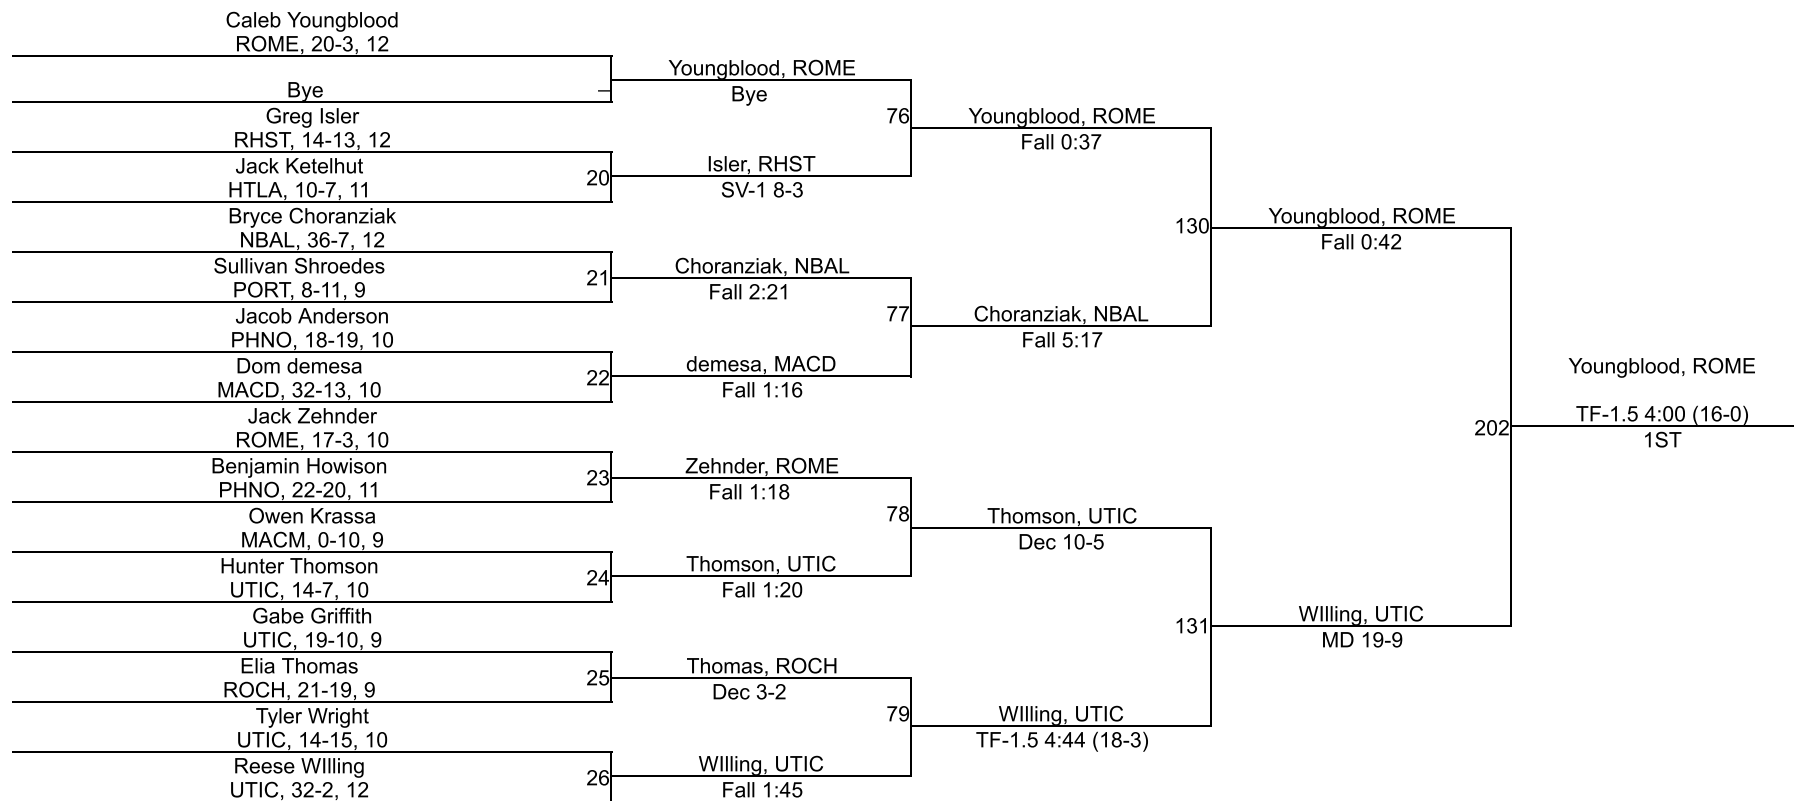 Caleb Youngblood
ROME, 20-3, 12
Bye
Greg Isler
RHST, 14-13, 12
Jack Ketelhut
HTLA, 10-7, 11
Bryce Choranziak
NBAL, 36-7, 12
Sullivan Shroedes
PORT, 8-11, 9
Jacob Anderson
PHNO, 18-19, 10
Dom demesa
MACD, 32-13, 10
Jack Zehnder
ROME, 17-3, 10
Benjamin Howison
PHNO, 22-20, 11
Owen Krassa
MACM, 0-10, 9
Hunter Thomson
UTIC, 14-7, 10
Gabe Griffith
UTIC, 19-10, 9
Elia Thomas
ROCH, 21-19, 9
Tyler Wright
UTIC, 14-15, 10
Reese WIlling
UTIC, 32-2, 12
20
21
22
23
24
25
26
Youngblood, ROME
Bye
Isler, RHST
SV-1 8-3
Choranziak, NBAL
Fall 2:21
demesa, MACD
Fall 1:16
Zehnder, ROME
Fall 1:18
Thomson, UTIC
Fall 1:20
Thomas, ROCH
Dec 3-2
WIlling, UTIC
Fall 1:45
76
77
78
79
Youngblood, ROME
Fall 0:37
Choranziak, NBAL
Fall 5:17
Thomson, UTIC
Dec 10-5
WIlling, UTIC
TF-1.5 4:44 (18-3)
130
131
Youngblood, ROME
Fall 0:42
WIlling, UTIC
MD 19-9
202
Youngblood, ROME
TF-1.5 4:00 (16-0)
1ST